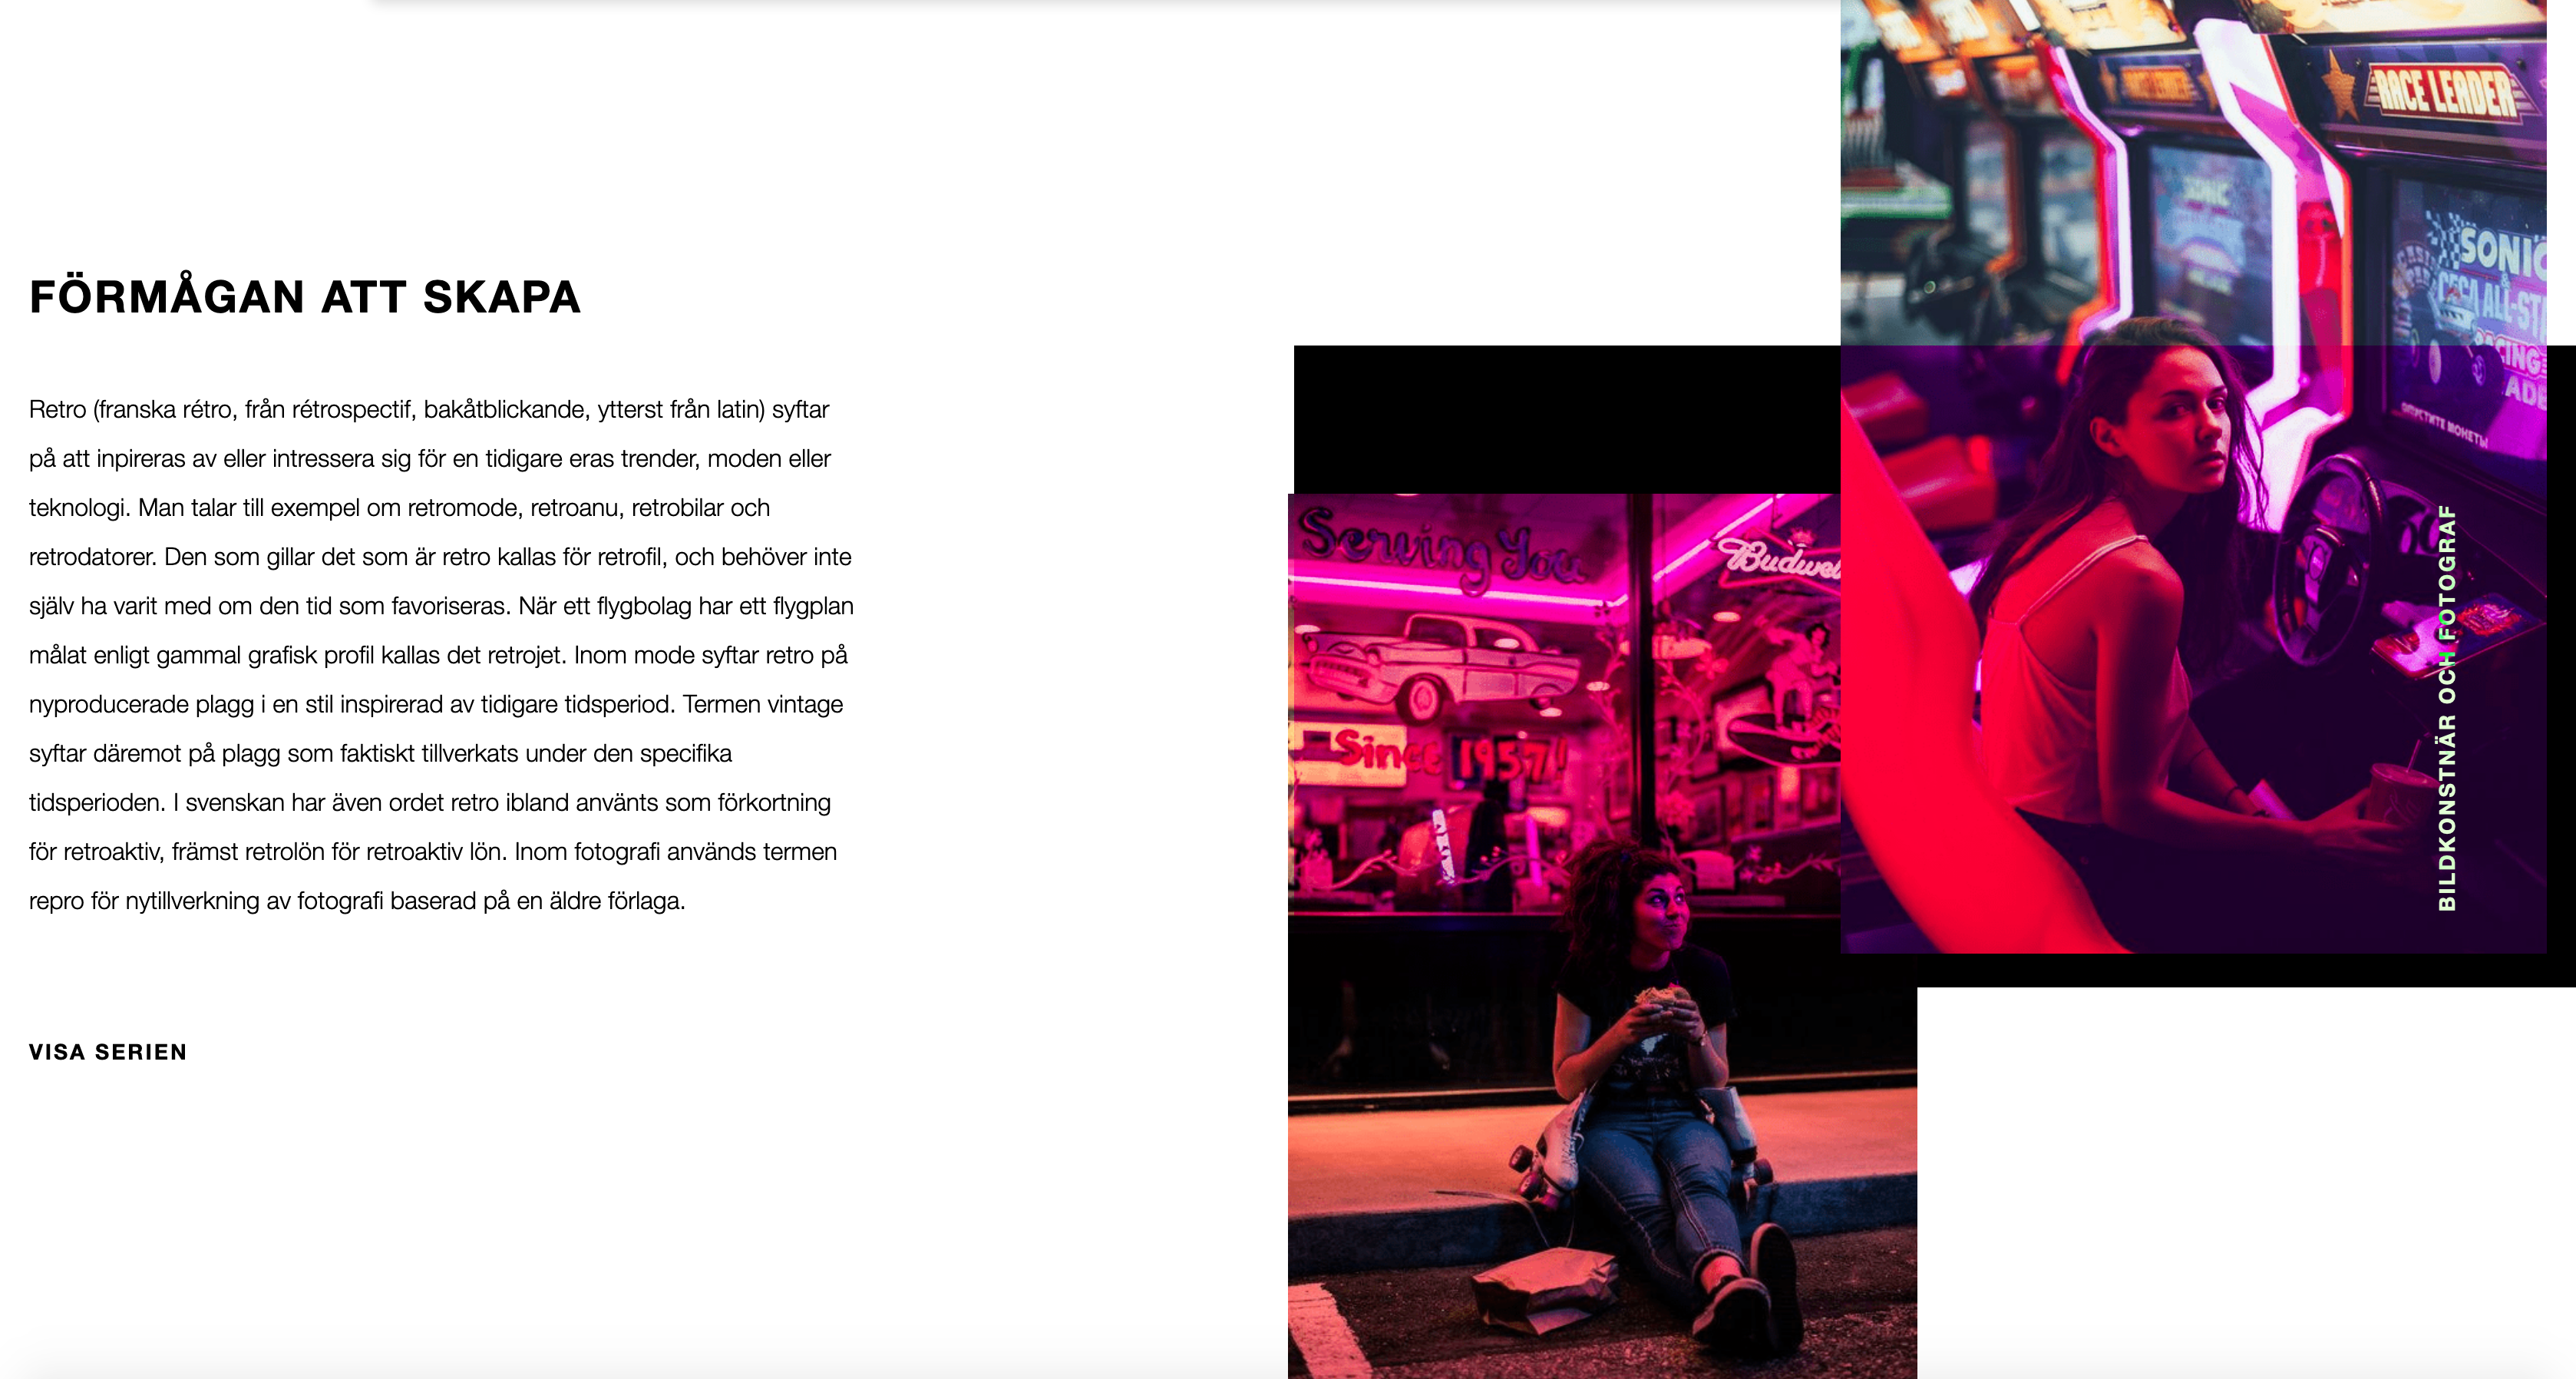 FÖRMÅGAN ATT SKAPA
Retro (franska rétro, från rétrospectif, bakåtblickande, ytterst från latin) syftar
på att inpireras av eller intressera sig för en tidigare eras trender, moden eller
teknologi. Man talar till exempel om retromode, retroanu, retrobilar och
retrodatorer. Den som gillar det som är retro kallas för retrofil, och behöver inte
själv ha varit med om den tid som favoriseras. När ett flygbolag har ett flygplan
målat enligt gammal grafisk profil kallas det retrojet. Inom mode syftar retro på
nyproducerade plagg i en stil inspirerad av tidigare tidsperiod. Termen vintage
syftar däremot på plagg som faktiskt tillverkats under den specifika
tidsperioden. I svenskan har även ordet retro ibland använts som förkortning
för retroaktiv, främst retrolön för retroaktiv lön. Inom fotografi används termen
repro för nytillverkning av fotografi baserad på en äldre förlaga.
VISA SERIEN
Serving You
Budwei
Since 1957!
RACE LEADER
SONIC
SONIC
&
ALL-ST
RACING
ОПУСТИТЕ МОНЕТЫ
BILDKONSTNÄR OCH FOTOGRAF